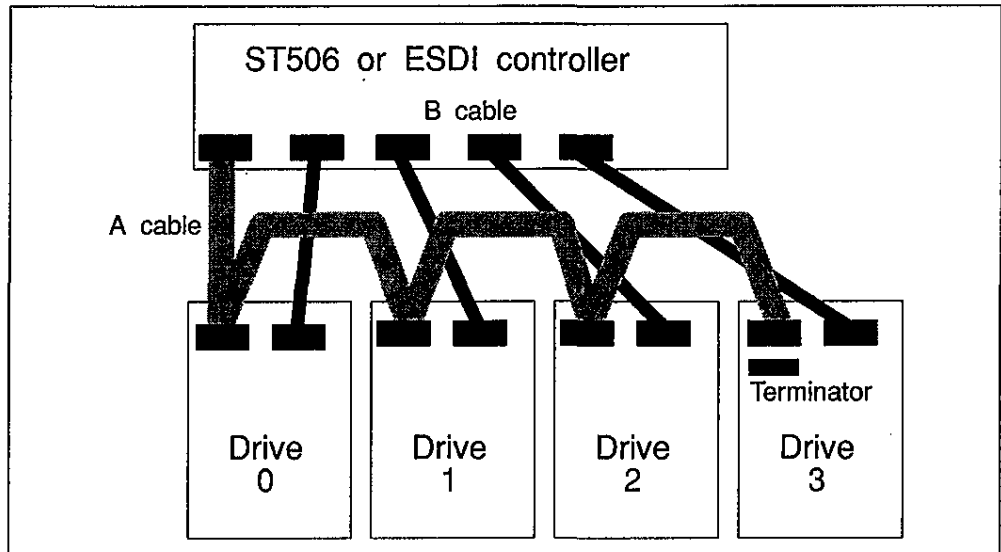 ST506 or ESDI controller
B cable
A cable
Terminator
Drive
0
Drive
1
Drive
2
Drive
3